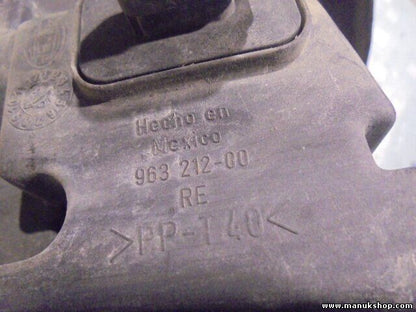 Hecho en
Mexico
963 212-00
RE
>PP-T40<
www.manukshop.com